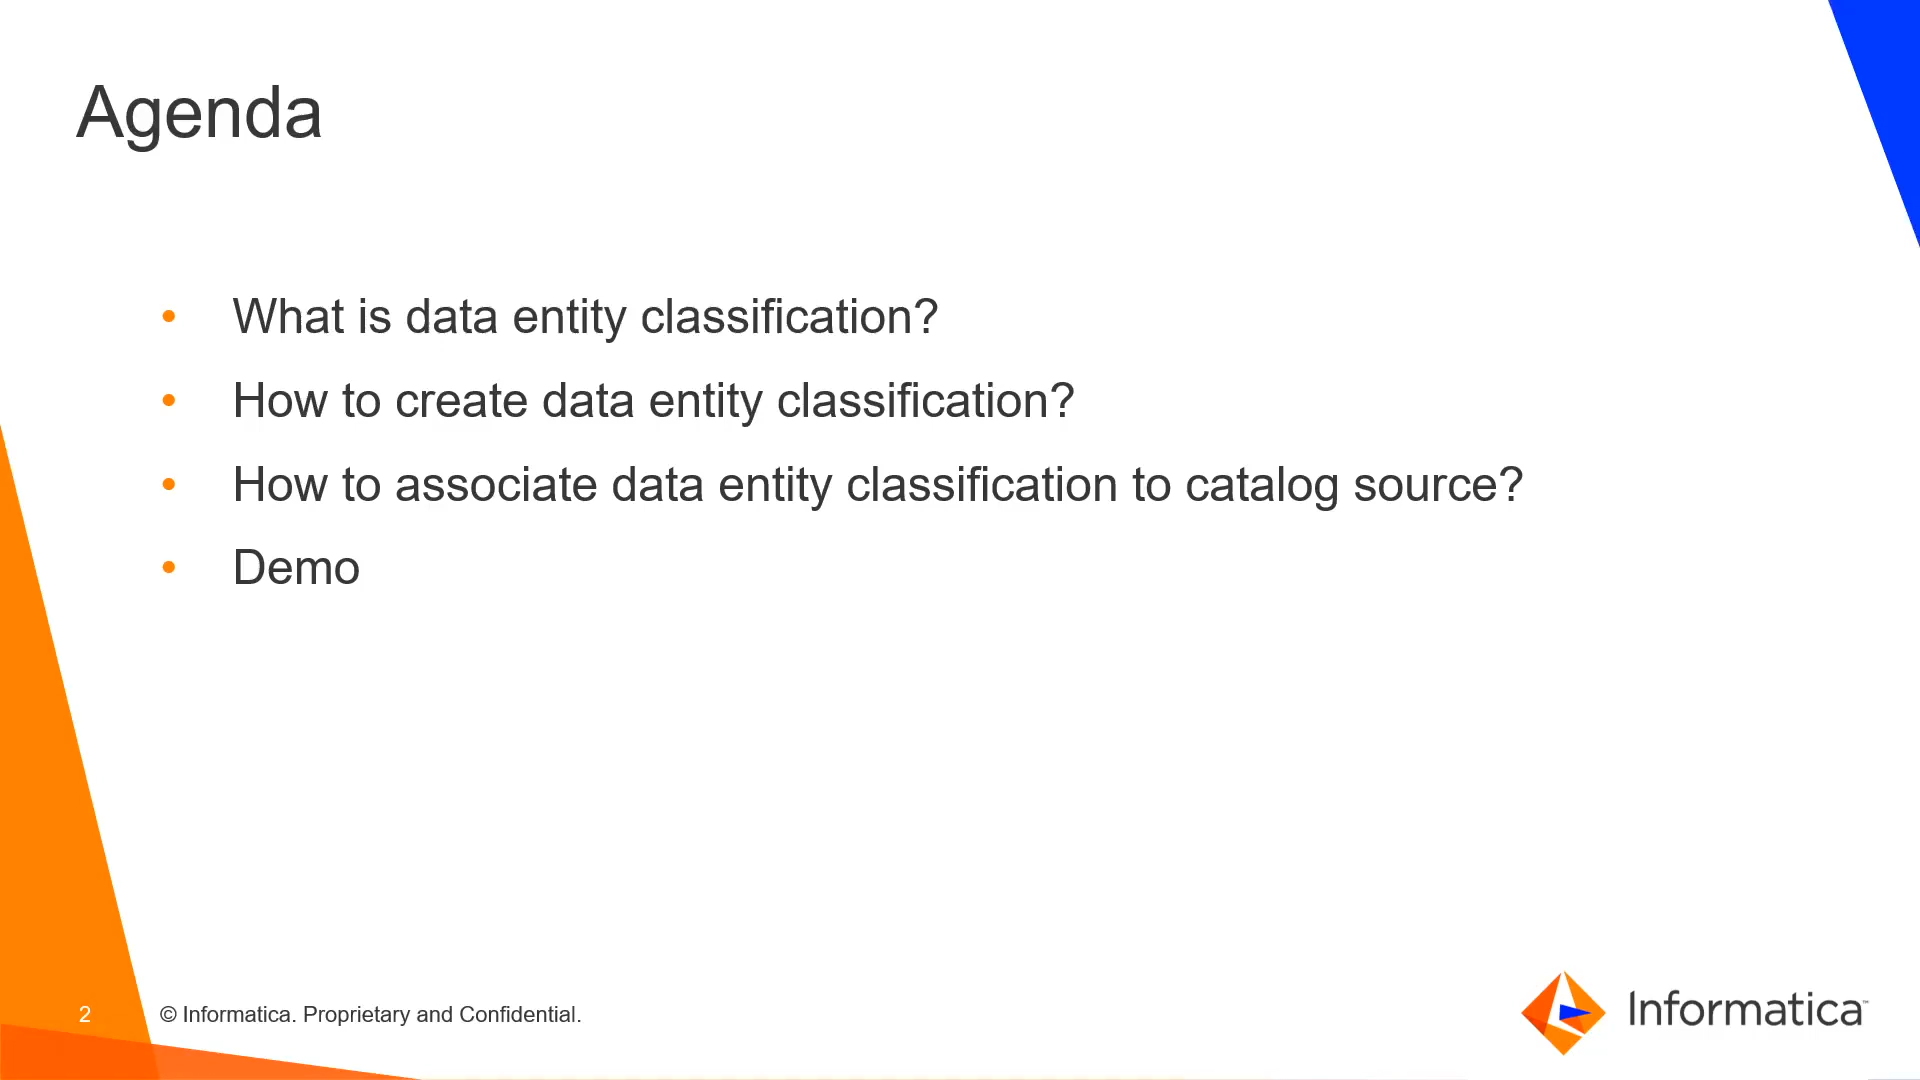 Agenda
• What is data entity classification?
• How to create data entity classification?
• How to associate data entity classification to catalog source?
• Demo
2 © Informatica. Proprietary and Confidential.
Informatica™